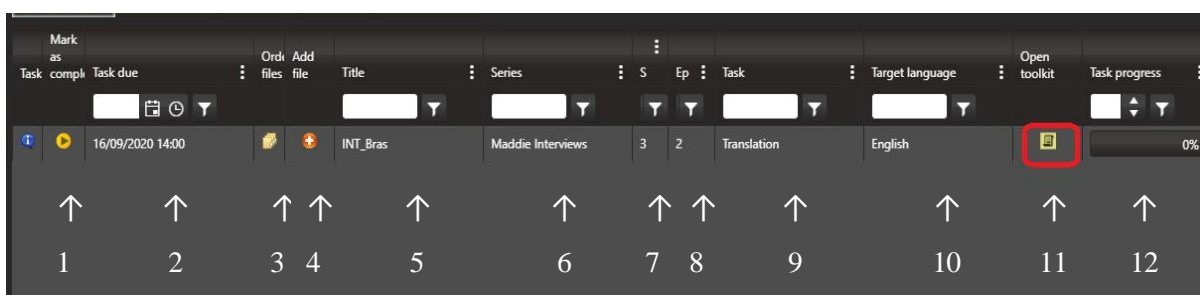 Mark
as
Task comple Task due Orde Add files file Title Series S Ep Task Target language Open toolkit Task progress
16/09/2020 14:00 INT_Bras Maddie Interviews 3 2 Translation English 0%
1 2 3 4 5 6 7 8 9 10 11 12